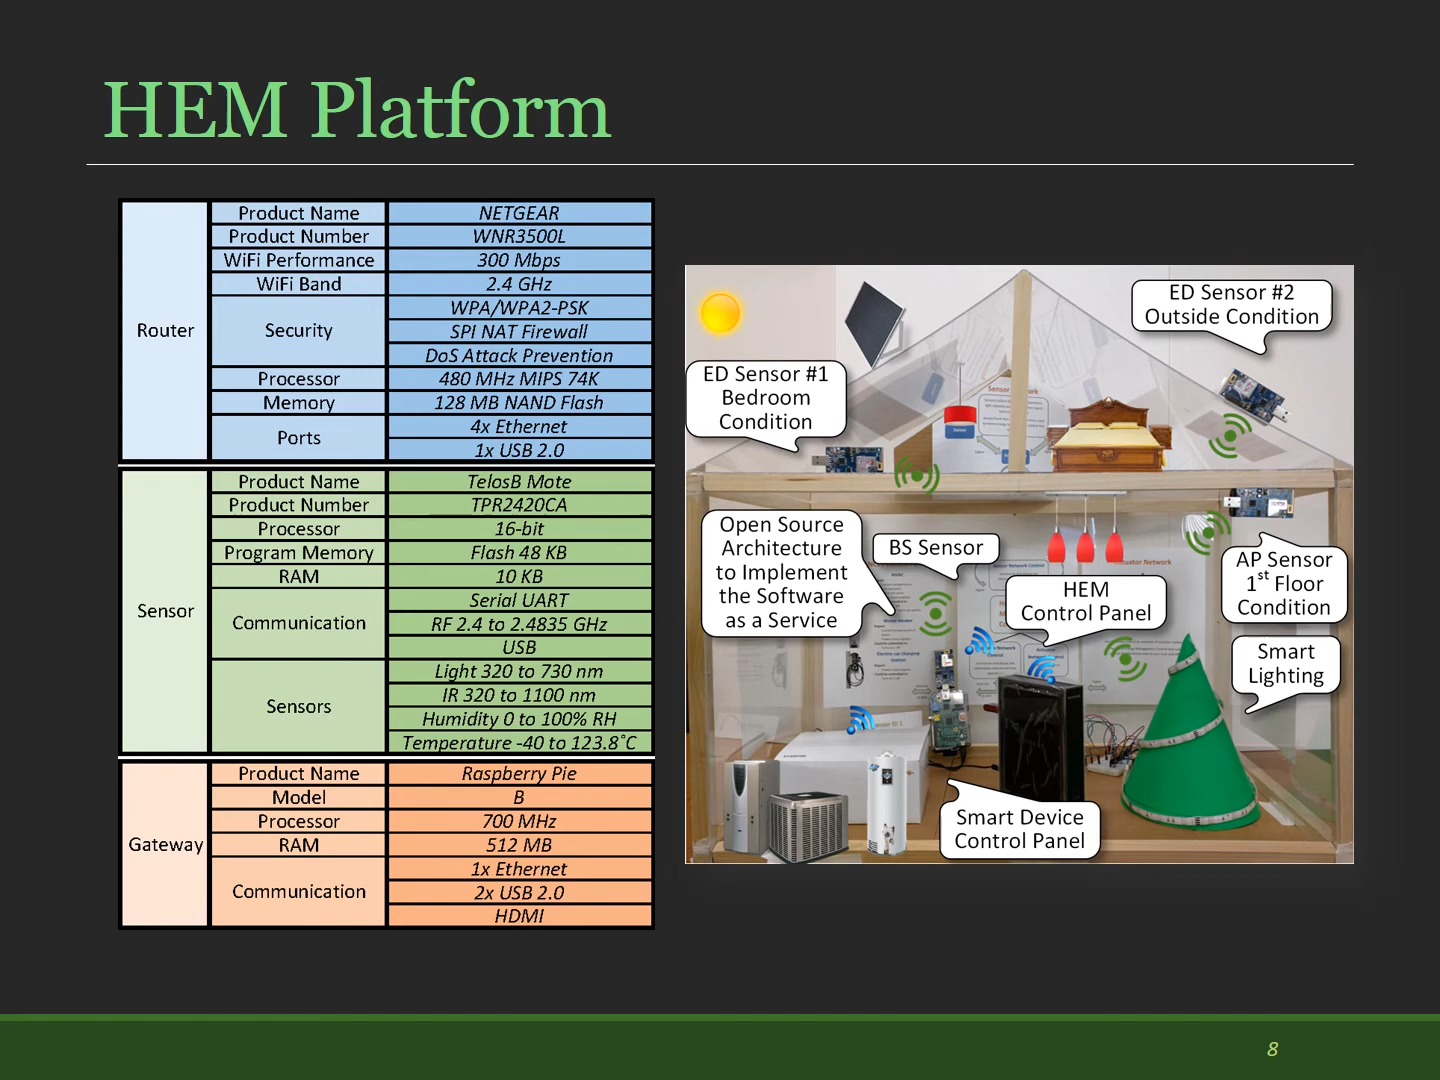 HEM Platform
Router
Product Name NETGEAR
Product Number WNR3500L
WiFi Performance 300 Mbps
WiFi Band 2.4 GHz
Security WPA/WPA2-PSK
SPI NAT Firewall
DoS Attack Prevention
Processor 480 MHz MIPS 74K
Memory 128 MB NAND Flash
Ports 4x Ethernet
1x USB 2.0
Sensor
Product Name TelosB Mote
Product Number TPR2420CA
Processor 16-bit
Program Memory Flash 48 KB
RAM 10 KB
Communication Serial UART
RF 2.4 to 2.4835 GHz
USB
Sensors Light 320 to 730 nm
IR 320 to 1100 nm
Humidity 0 to 100% RH
Temperature -40 to 123.8˚C
Gateway
Product Name Raspberry Pie
Model B
Processor 700 MHz
RAM 512 MB
Communication 1x Ethernet
2x USB 2.0
HDMI
ED Sensor #2
Outside Condition
ED Sensor #1
Bedroom
Condition
Open Source
Architecture
to Implement
the Software
as a Service
BS Sensor
HEM
Control Panel
AP Sensor
1st Floor
Condition
Smart
Lighting
Smart Device
Control Panel
8